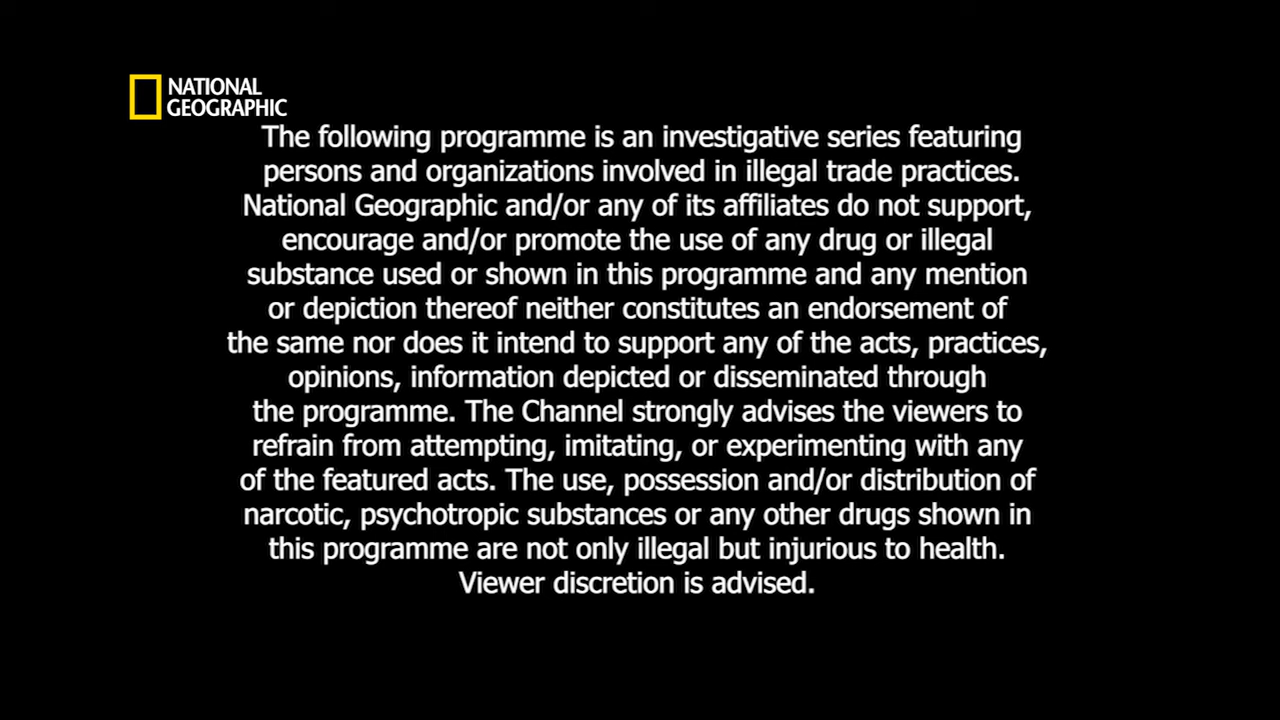 NATIONAL
GEOGRAPHIC
The following programme is an investigative series featuring
persons and organizations involved in illegal trade practices.
National Geographic and/or any of its affiliates do not support,
encourage and/or promote the use of any drug or illegal
substance used or shown in this programme and any mention
or depiction thereof neither constitutes an endorsement of
the same nor does it intend to support any of the acts, practices,
opinions, information depicted or disseminated through
the programme. The Channel strongly advises the viewers to
refrain from attempting, imitating, or experimenting with any
of the featured acts. The use, possession and/or distribution of
narcotic, psychotropic substances or any other drugs shown in
this programme are not only illegal but injurious to health.
Viewer discretion is advised.